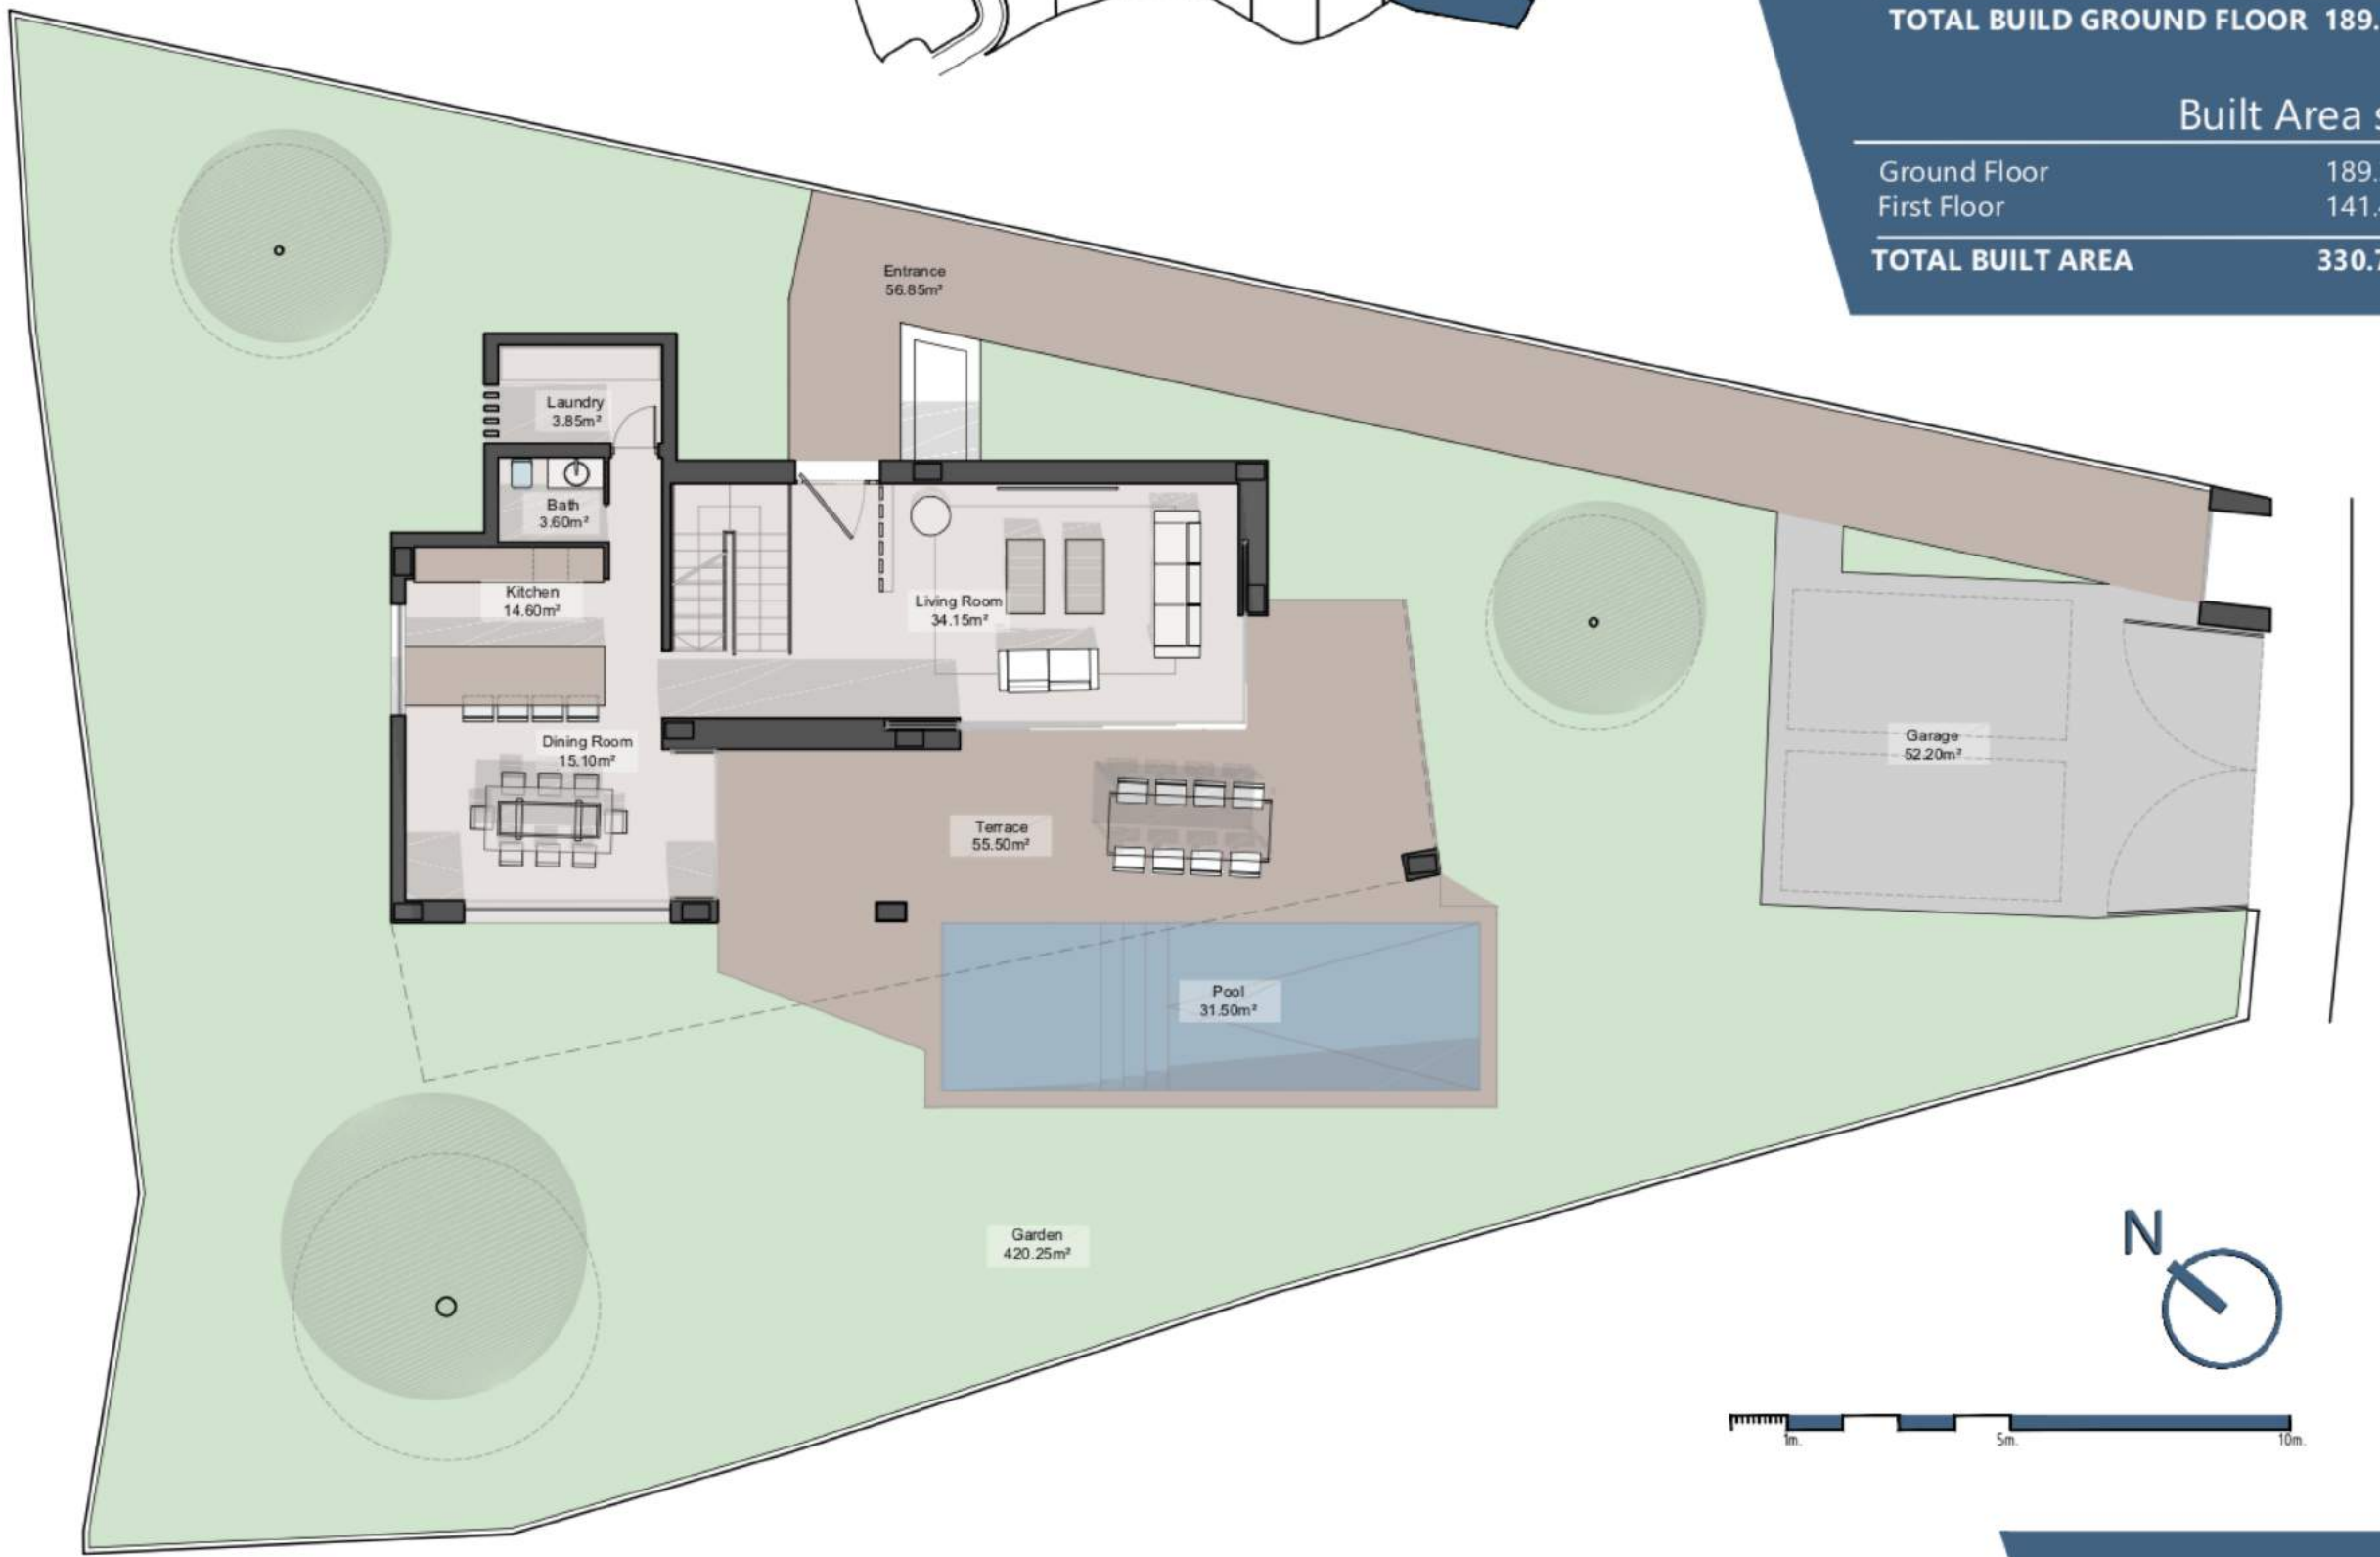 TOTAL BUILD GROUND FLOOR 189.
Built Area
Ground Floor 189.
First Floor 141.
TOTAL BUILT AREA 330.7
Entrance
56.85m²
Laundry
3.85m²
Bath
3.60m²
Kitchen
14.60m²
Living Room
34.15m²
Dining Room
15.10m²
Garage
52.20m²
Terrace
55.50m²
Pool
31.50m²
Garden
420.25m²
N
1m. 5m. 10m.